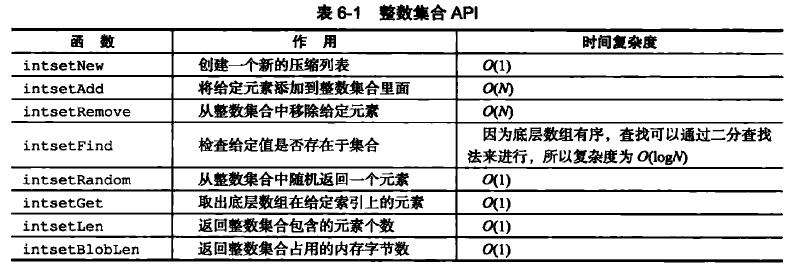 表 6-1 整数集合 API
函 数 作 用 时间复杂度
intsetNew 创建一个新的压缩列表 O(1)
intsetAdd 将给定元素添加到整数集合里面 O(N)
intsetRemove 从整数集合中移除给定元素 O(N)
intsetFind 检查给定值是否存在于集合 因为底层数组有序，查找可以通过二分查找
法来进行，所以复杂度为 O(logN)
intsetRandom 从整数集合中随机返回一个元素 O(1)
intsetGet 取出底层数组在给定索引上的元素 O(1)
intsetLen 返回整数集合包含的元素个数 O(1)
intsetBlobLen 返回整数集合占用的内存字节数 O(1)